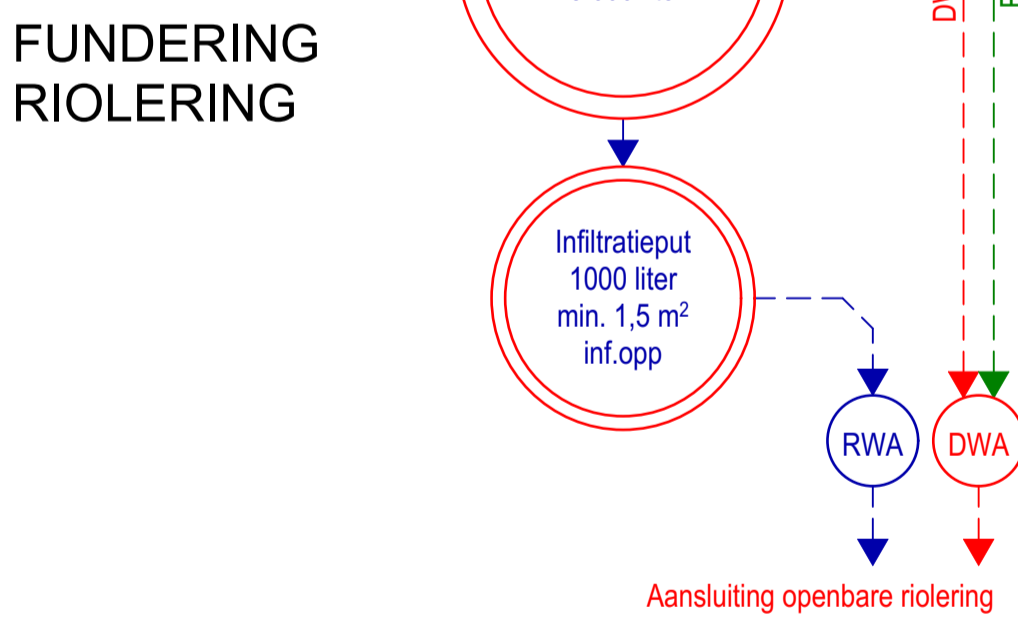 FUNDERING
RIOLERING
Infiltratieput
1000 liter
min. 1,5 m²
inf.opp
RWA
DWA
Aansluiting openbare riolering